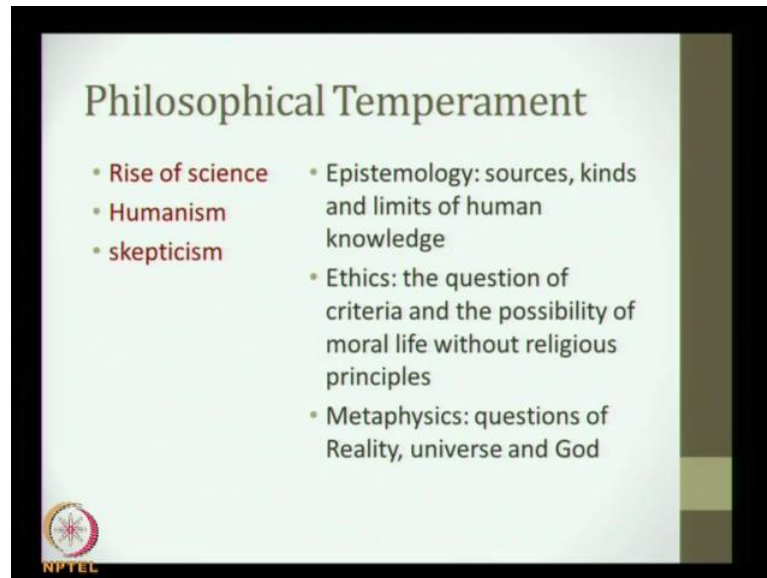 Philosophical Temperament
• Rise of science
• Humanism
• skepticism
• Epistemology: sources, kinds
and limits of human
knowledge
• Ethics: the question of
criteria and the possibility of
moral life without religious
principles
• Metaphysics: questions of
Reality, universe and God
NPTEL